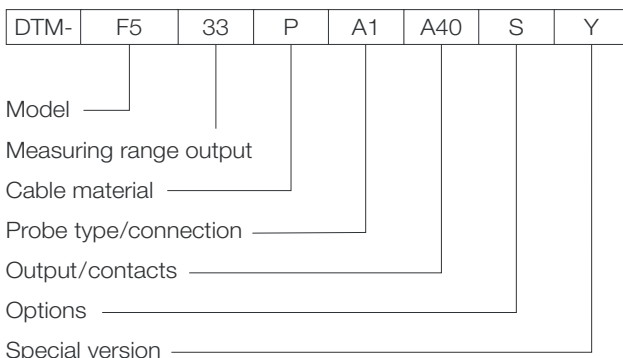 DTM- F5 33 P A1 A40 S Y
Model
Measuring range output
Cable material
Probe type/connection
Output/contacts
Options
Special version